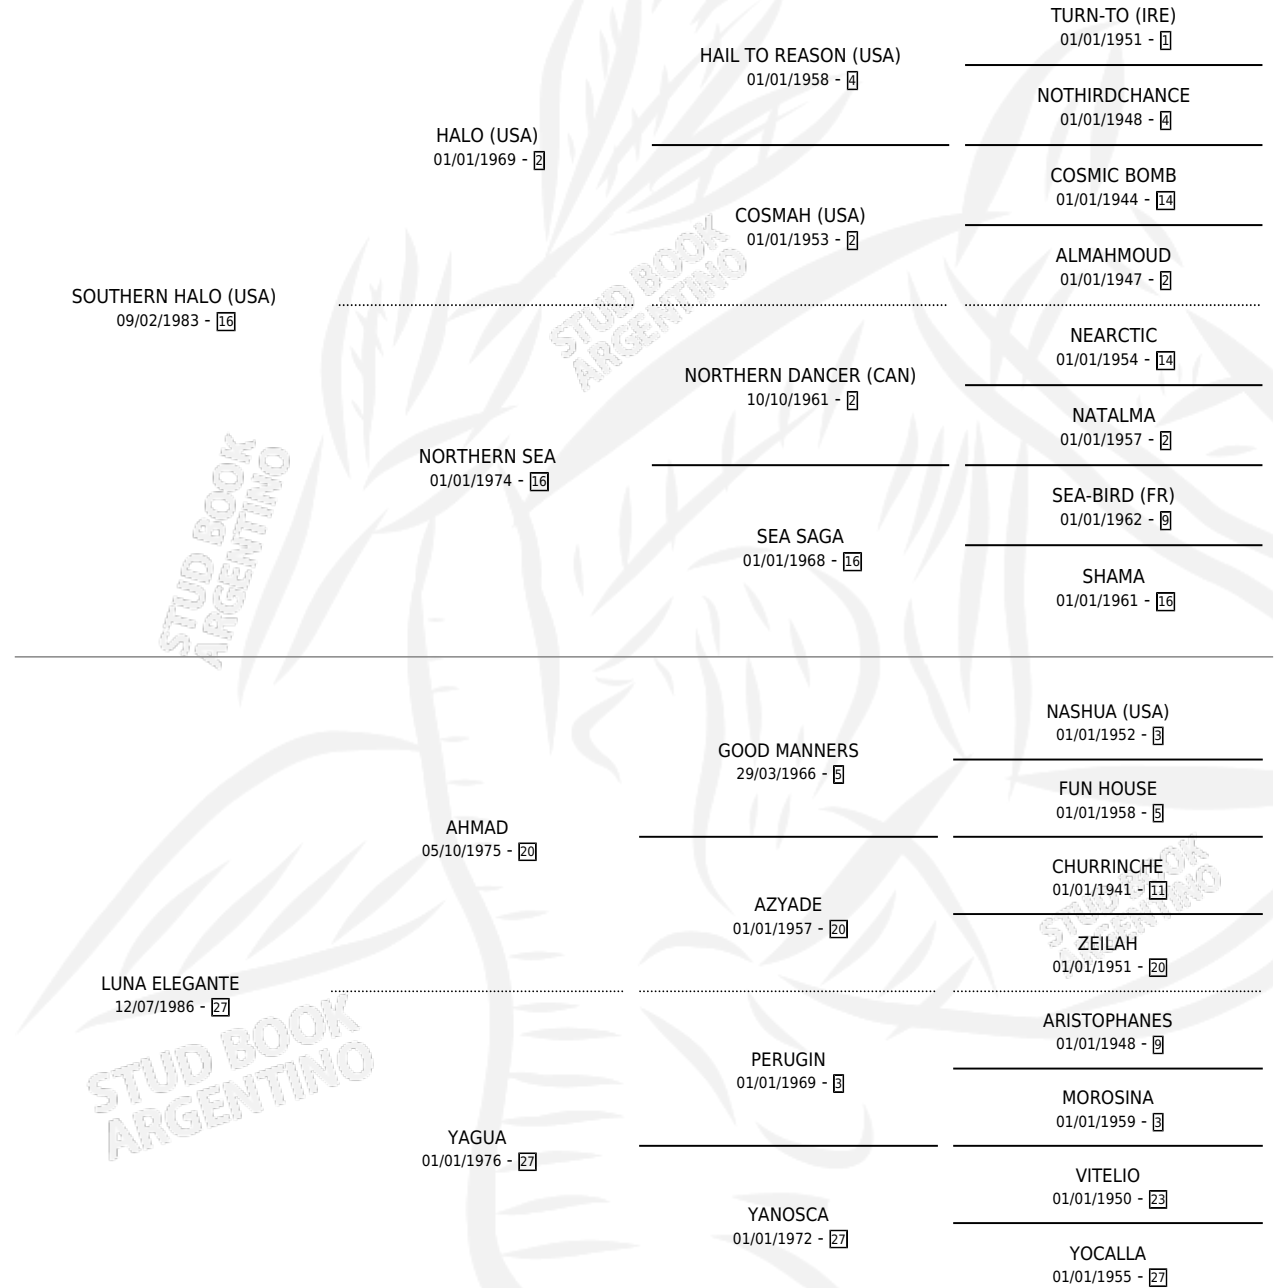 TURN-TO (IRE)
01/01/1951 - 1
HAIL TO REASON (USA)
01/01/1958 - 4
NOTHIRDCHANCE
01/01/1948 - 4
HALO (USA)
01/01/1969 - 2
COSMIC BOMB
01/01/1944 - 14
COSMAH (USA)
01/01/1953 - 2
ALMAHMOUD
01/01/1947 - 2
SOUTHERN HALO (USA)
09/02/1983 - 16
STUD BOOK
ARGENTINO
NEARCTIC
01/01/1954 - 14
NORTHERN DANCER (CAN)
10/10/1961 - 2
NATALMA
01/01/1957 - 2
NORTHERN SEA
01/01/1974 - 16
SEA-BIRD (FR)
01/01/1962 - 9
SEA SAGA
01/01/1968 - 16
SHAMA
01/01/1961 - 16
STUD BOOK
ARGENTINO
NASHUA (USA)
01/01/1952 - 3
GOOD MANNERS
29/03/1966 - 5
FUN HOUSE
01/01/1958 - 5
AHMAD
05/10/1975 - 20
CHURRINCHE
01/01/1941 - 11
AZYADE
01/01/1957 - 20
ZEILAH
01/01/1951 - 20
STUD BOOK
ARGENTINO
LUNA ELEGANTE
12/07/1986 - 27
ARISTOPHANES
01/01/1948 - 9
PERUGIN
01/01/1969 - 3
MOROSINA
01/01/1959 - 3
STUD BOOK
ARGENTINO
YAGUA
01/01/1976 - 27
VITELIO
01/01/1950 - 23
YANOSCA
01/01/1972 - 27
YOCALLA
01/01/1955 - 27